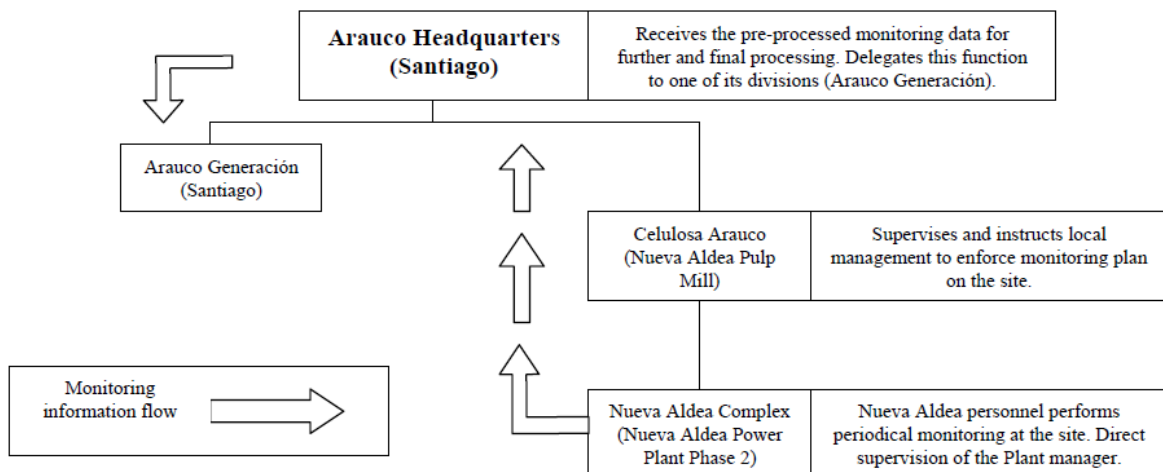 Arauco Headquarters
(Santiago)
Receives the pre-processed monitoring data for
further and final processing. Delegates this function
to one of its divisions (Arauco Generación).
Arauco Generación
(Santiago)
Celulosa Arauco
(Nueva Aldea Pulp
Mill)
Supervises and instructs local
management to enforce monitoring plan
on the site.
Monitoring
information flow
Nueva Aldea Complex
(Nueva Aldea Power
Plant Phase 2)
Nueva Aldea personnel performs
periodical monitoring at the site. Direct
supervision of the Plant manager.